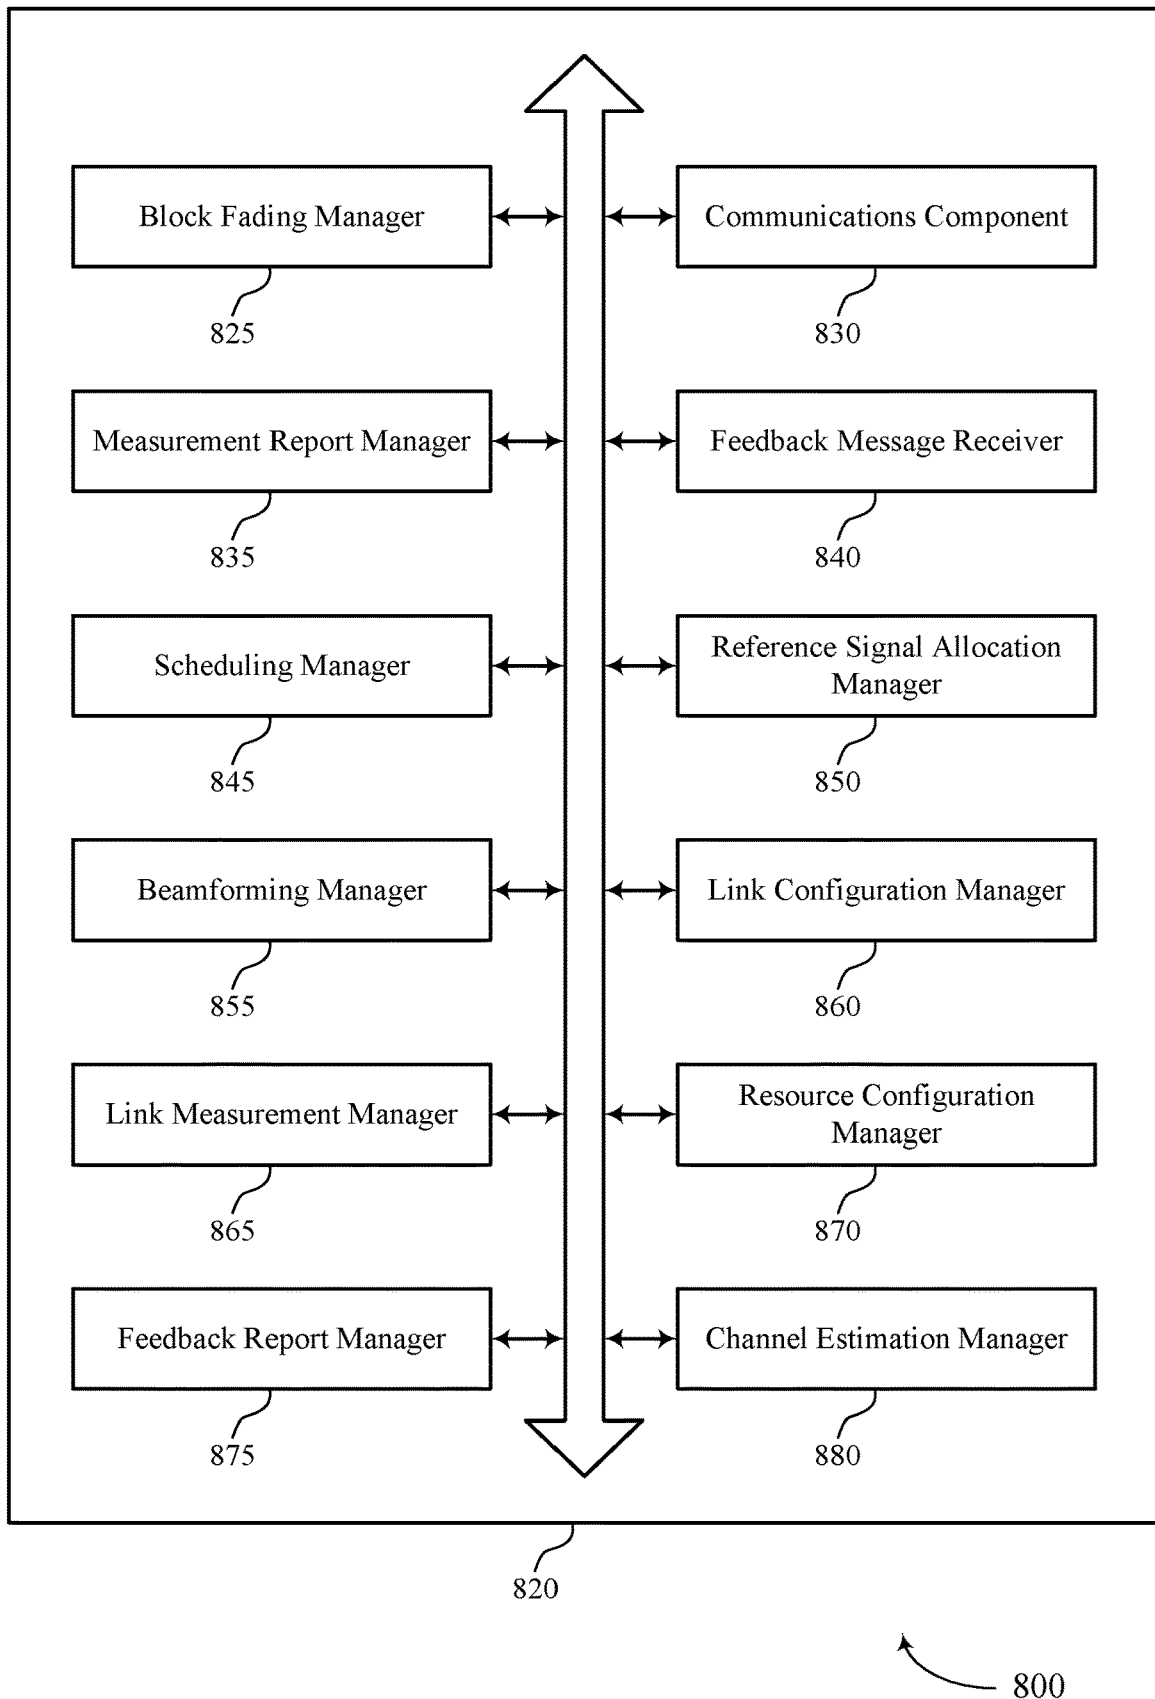 Block Fading Manager
825
Communications Component
830
Measurement Report Manager
835
Feedback Message Receiver
840
Scheduling Manager
845
Reference Signal Allocation
Manager
850
Beamforming Manager
855
Link Configuration Manager
860
Link Measurement Manager
865
Resource Configuration
Manager
870
Feedback Report Manager
875
Channel Estimation Manager
880
820
800